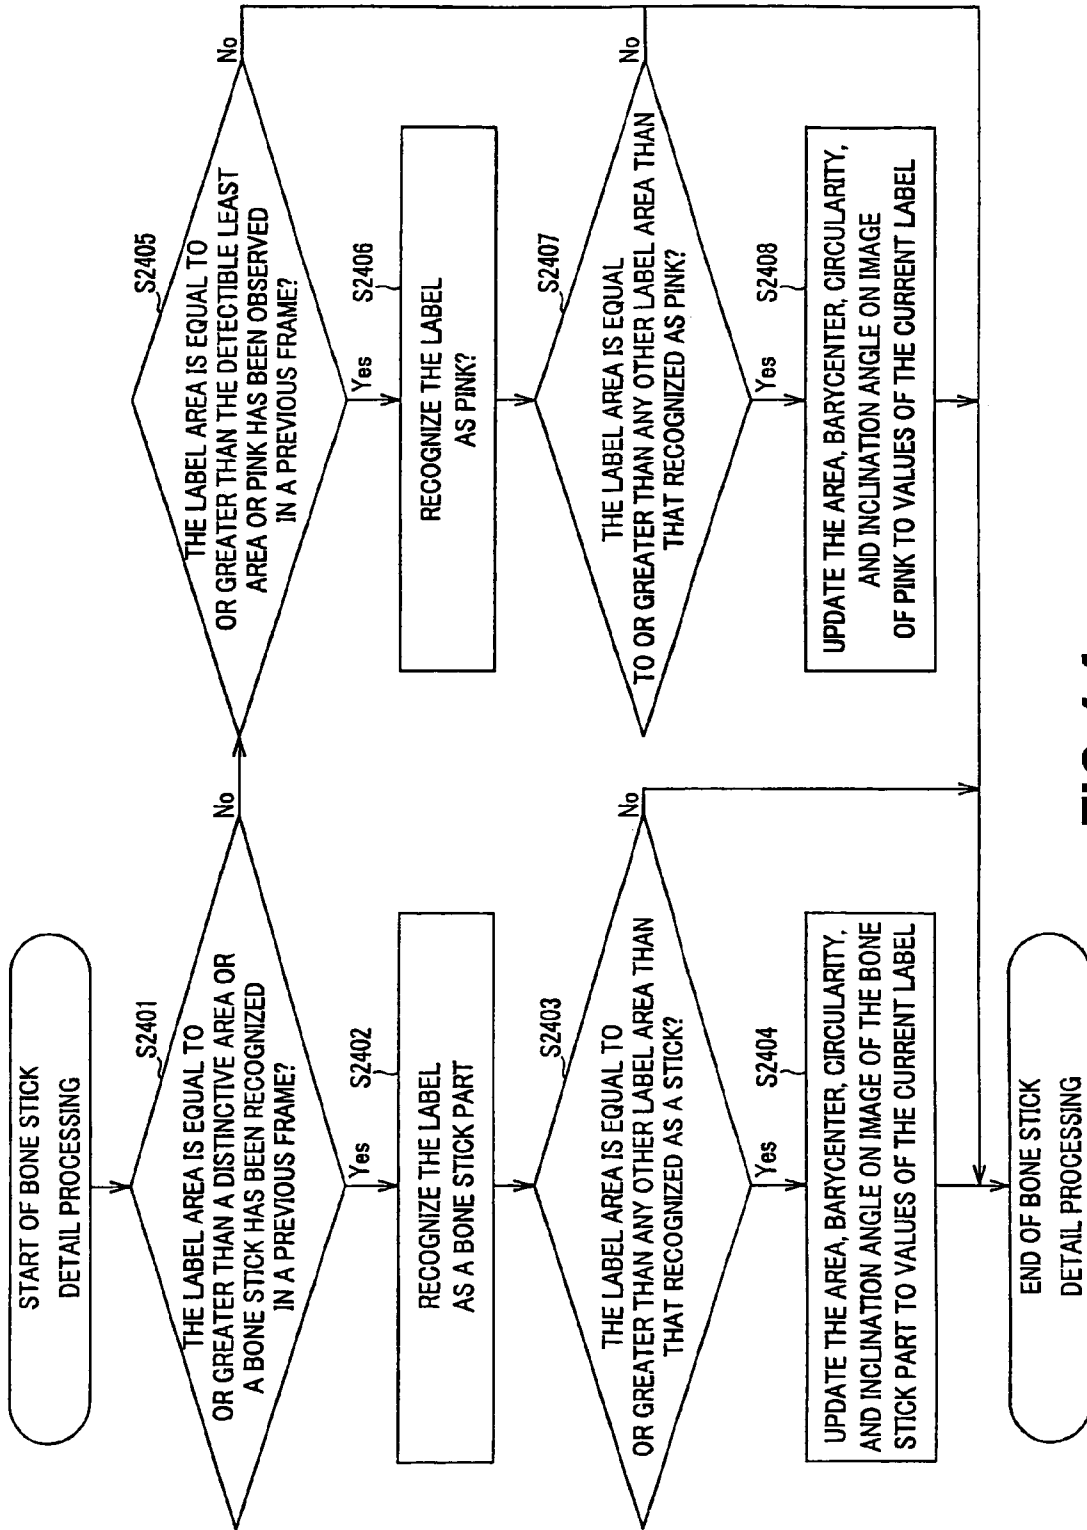 START OF BONE STICK
DETAIL PROCESSING
S2401
THE LABEL AREA IS EQUAL TO
OR GREATER THAN A DISTINCTIVE AREA OR
A BONE STICK HAS BEEN RECOGNIZED
IN A PREVIOUS FRAME?
No
Yes
S2402
RECOGNIZE THE LABEL
AS A BONE STICK PART
S2403
THE LABEL AREA IS EQUAL TO
OR GREATER THAN ANY OTHER LABEL AREA THAN
THAT RECOGNIZED AS A STICK?
No
Yes
S2404
UPDATE THE AREA, BARYCENTER, CIRCULARITY,
AND INCLINATION ANGLE ON IMAGE OF THE BONE
STICK PART TO VALUES OF THE CURRENT LABEL
END OF BONE STICK
DETAIL PROCESSING
S2405
THE LABEL AREA IS EQUAL TO
OR GREATER THAN THE DETECTIBLE LEAST
AREA OR PINK HAS BEEN OBSERVED
IN A PREVIOUS FRAME?
No
Yes
S2406
RECOGNIZE THE LABEL
AS PINK?
S2407
THE LABEL AREA IS EQUAL
TO OR GREATER THAN ANY OTHER LABEL AREA THAN
THAT RECOGNIZED AS PINK?
No
Yes
S2408
UPDATE THE AREA, BARYCENTER, CIRCULARITY,
AND INCLINATION ANGLE ON IMAGE
OF PINK TO VALUES OF THE CURRENT LABEL